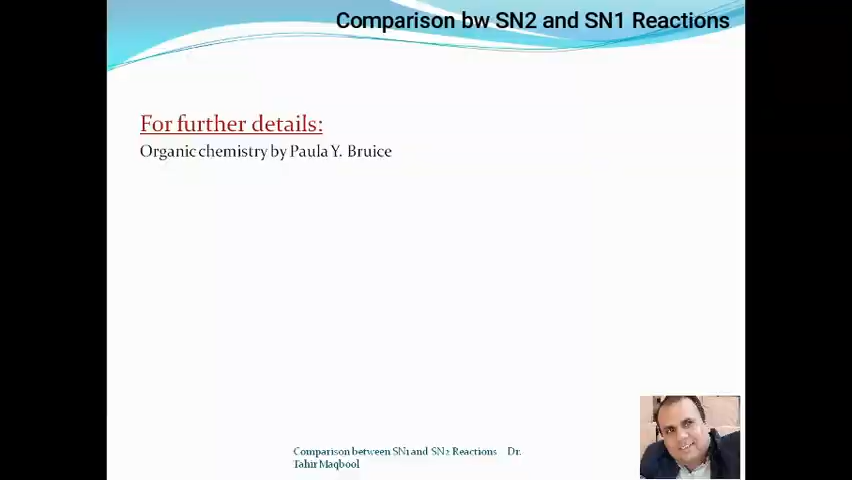 Comparison bw SN2 and SN1 Reactions
For further details:
Organic chemistry by Paula Y. Bruice
Comparison between SN1 and SN2 Reactions Dr.
Tahir Maqbool